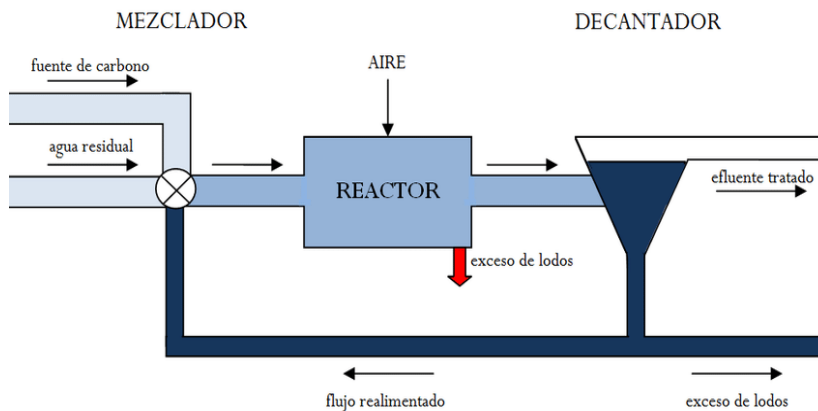 MEZCLADOR
DECANTADOR
fuente de carbono
AIRE
agua residual
REACTOR
efluente tratado
exceso de lodos
flujo realimentado
exceso de lodos